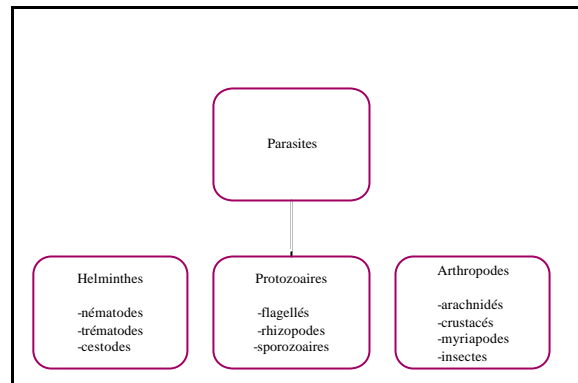 Parasites
Helminthes
-nématodes
-trématodes
-cestodes
Protozoaires
-flagellés
-rhizopodes
-sporozoaires
Arthropodes
-arachnidés
-crustacés
-myriapodes
-insectes